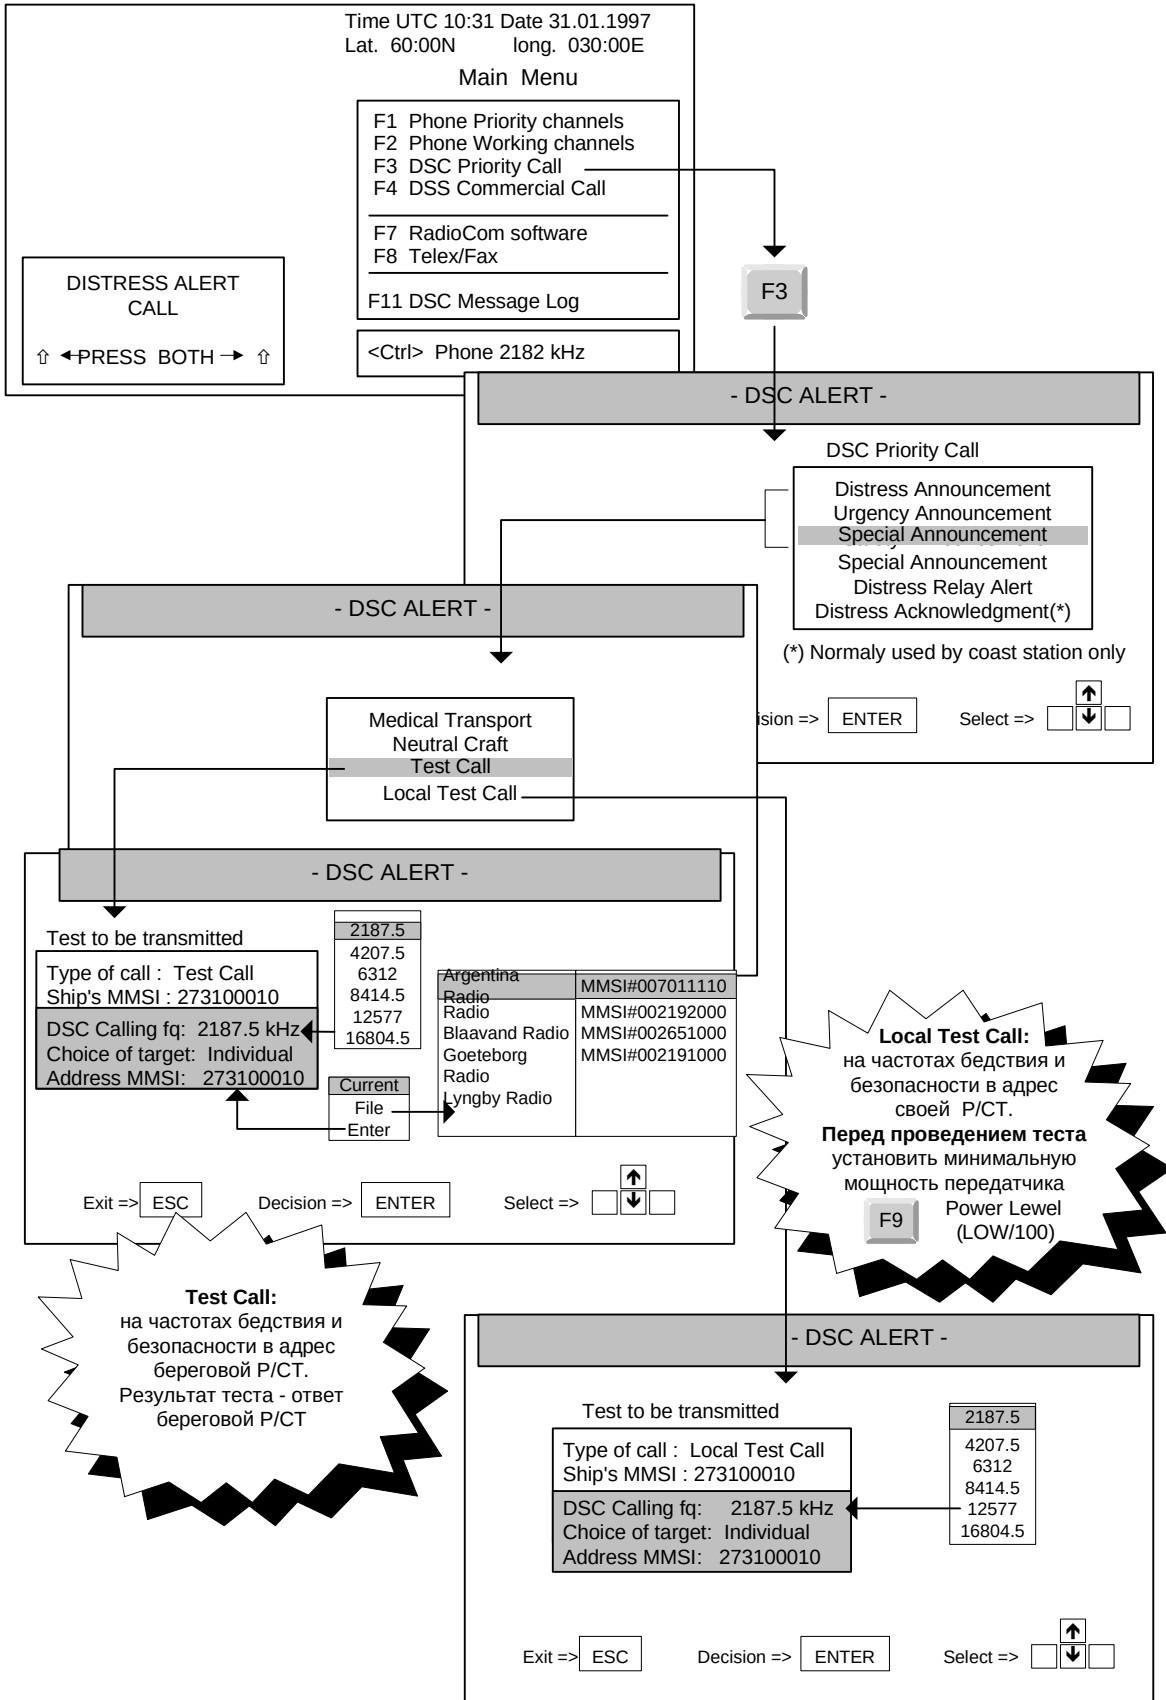 Time UTC 10:31 Date 31.01.1997
Lat. 60:00N long. 030:00E
Main Menu
F1 Phone Priority channels
F2 Phone Working channels
F3 DSC Priority Call
F4 DSS Commercial Call
F7 RadioCom software
F8 Telex/Fax
F11 DSC Message Log
<Ctrl> Phone 2182 kHz
DISTRESS ALERT
CALL
⇧ ←PRESS BOTH→ ⇧
F3
- DSC ALERT -
DSC Priority Call
Distress Announcement
Urgency Announcement
Special Announcement
Special Announcement
Distress Relay Alert
Distress Acknowledgment(*)
(*) Normaly used by coast station only
ision => ENTER Select => ↑ ↓
- DSC ALERT -
Medical Transport
Neutral Craft
Test Call
Local Test Call
- DSC ALERT -
Test to be transmitted
Type of call : Test Call
Ship's MMSI : 273100010
DSC Calling fq: 2187.5 kHz
Choice of target: Individual
Address MMSI: 273100010
2187.5
4207.5
6312
8414.5
12577
16804.5
Current
File
Enter
Argentina
Radio
Radio
Blaavand Radio
Goeteborg
Radio
Lyngby Radio
MMSI#007011110
MMSI#002192000
MMSI#002651000
MMSI#002191000
Exit => ESC Decision => ENTER Select => ↑ ↓
Local Test Call:
на частотах бедствия и
безопасности в адрес
своей Р/СТ.
Перед проведением теста
установить минимальную
мощность передатчика
F9 Power Lewel
(LOW/100)
Test Call:
на частотах бедствия и
безопасности в адрес
береговой Р/СТ.
Результат теста - ответ
береговой Р/СТ
- DSC ALERT -
Test to be transmitted
Type of call : Local Test Call
Ship's MMSI : 273100010
DSC Calling fq: 2187.5 kHz
Choice of target: Individual
Address MMSI: 273100010
2187.5
4207.5
6312
8414.5
12577
16804.5
Exit => ESC Decision => ENTER Select => ↑ ↓